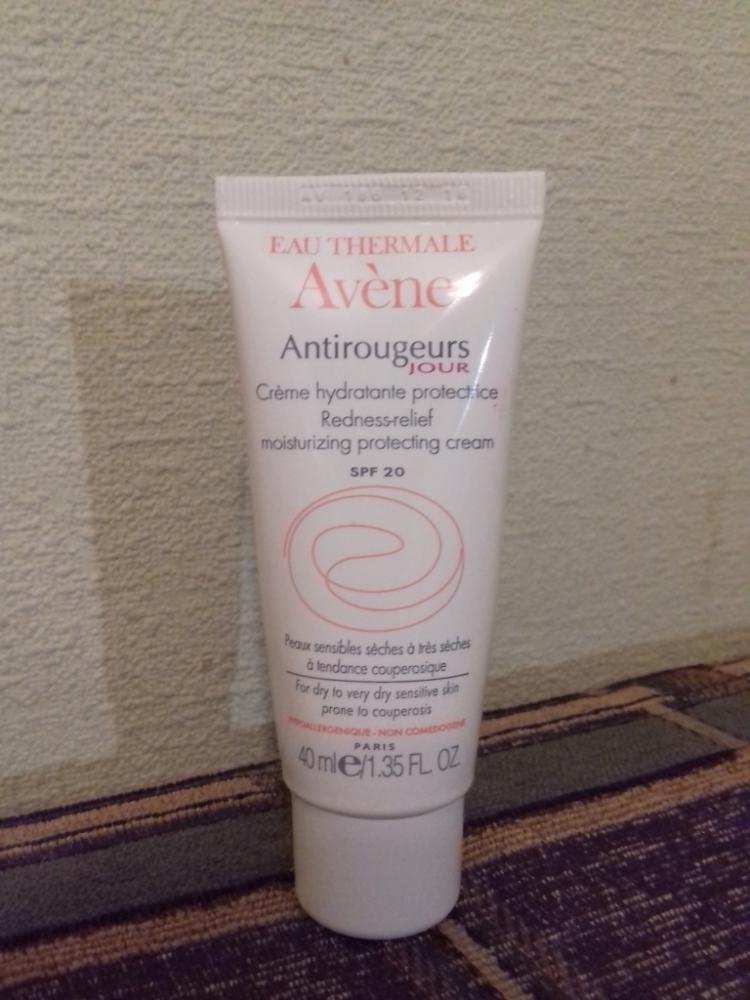 EAU THERMALE
Avène
Antirougeurs
JOUR
Crème hydratante protectrice
Redness-relief
moisturizing protecting cream
SPF 20
Peaux sensibles sèches à très sèches
à tendance couperosique
For dry to very dry sensitive skin
prone to couperosis
HYPOALLERGENIQUE - NON COMEDOGENE
PARIS
40 ml e/1.35 FL. OZ.